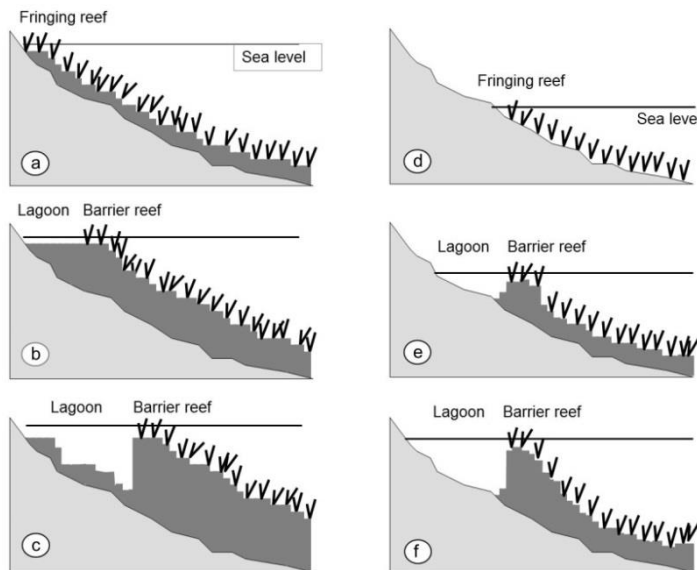 Fringing reef
Sea level
a
Lagoon Barrier reef
b
Lagoon Barrier reef
c
Fringing reef
Sea leve
d
Lagoon Barrier reef
e
Lagoon Barrier reef
f